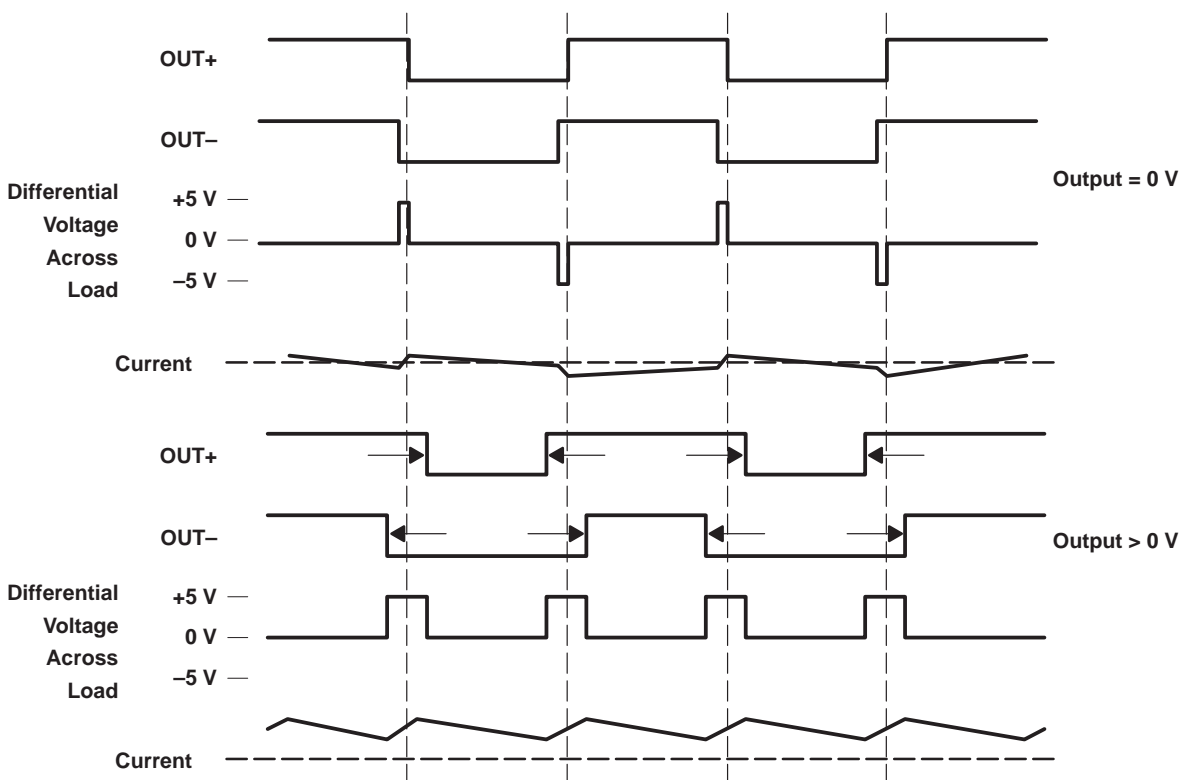 OUT+
OUT–
Output = 0 V
Differential
Voltage
Across
Load
+5 V
0 V
–5 V
Current
OUT+
OUT–
Output > 0 V
Differential
Voltage
Across
Load
+5 V
0 V
–5 V
Current